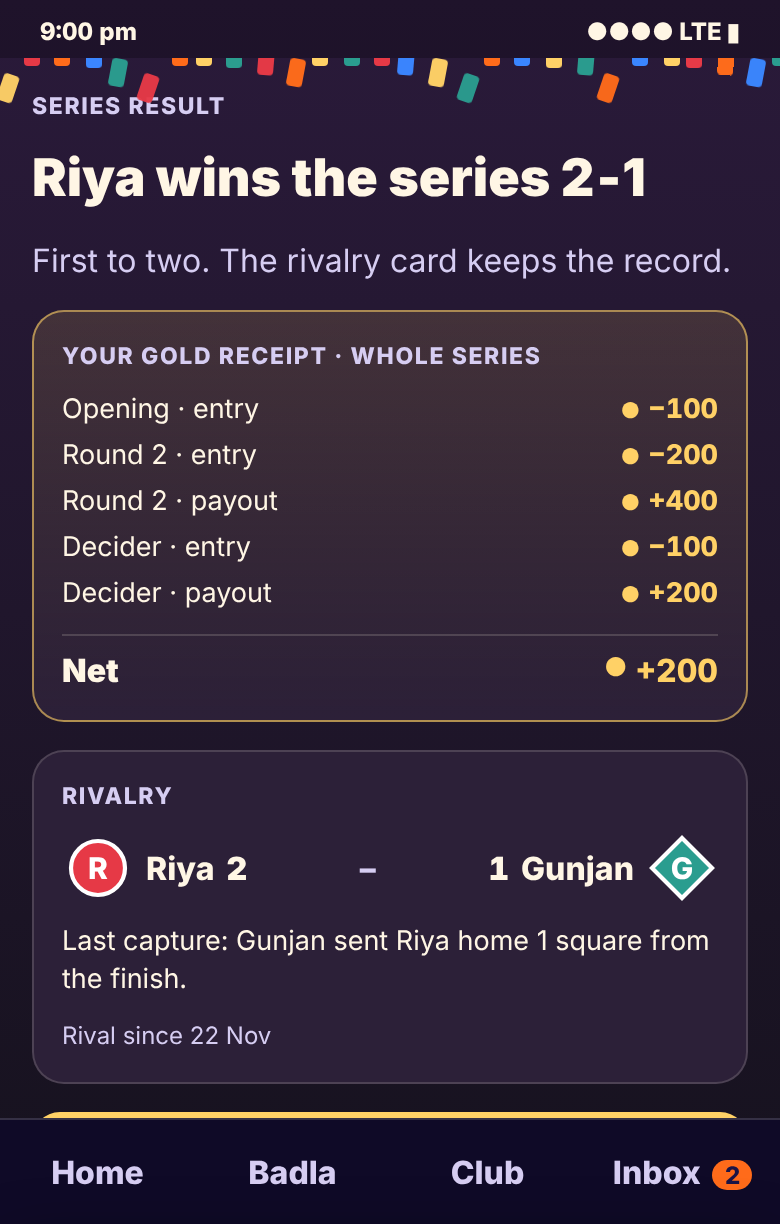 9:00 pm
LTE
SERIES RESULT
Riya wins the series 2-1
First to two. The rivalry card keeps the record.
YOUR GOLD RECEIPT · WHOLE SERIES
Opening · entry −100
Round 2 · entry −200
Round 2 · payout +400
Decider · entry −100
Decider · payout +200
Net +200
RIVALRY
R Riya 2 – 1 Gunjan G
Last capture: Gunjan sent Riya home 1 square from
the finish.
Rival since 22 Nov
Home Badla Club Inbox 2